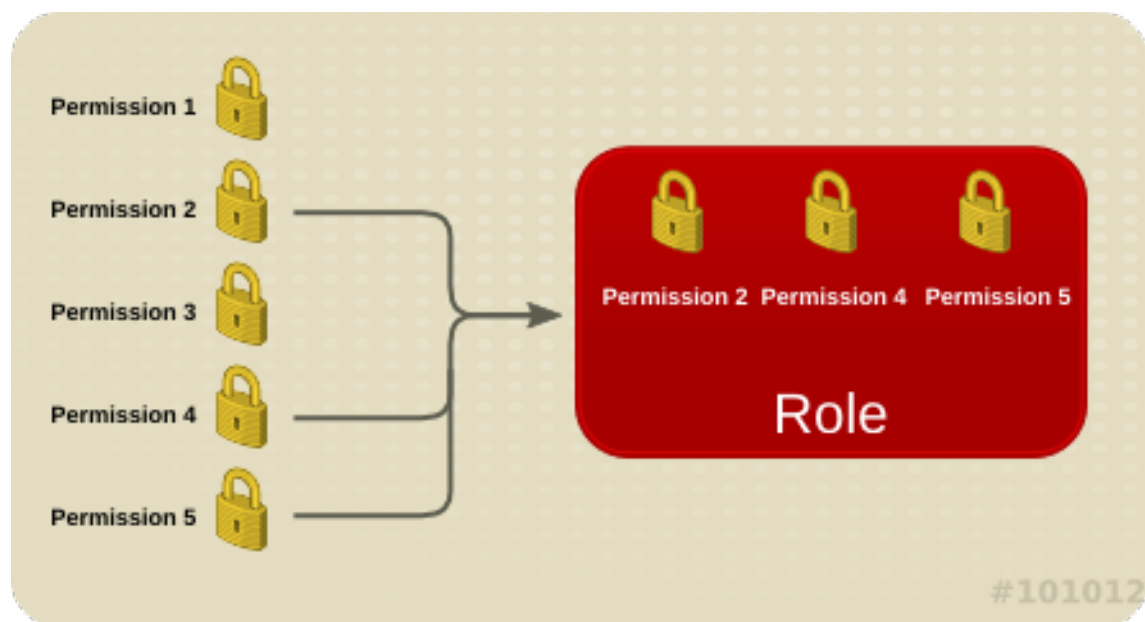 Permission 1
Permission 2
Permission 3
Permission 4
Permission 5
Permission 2 Permission 4 Permission 5
Role
#101012